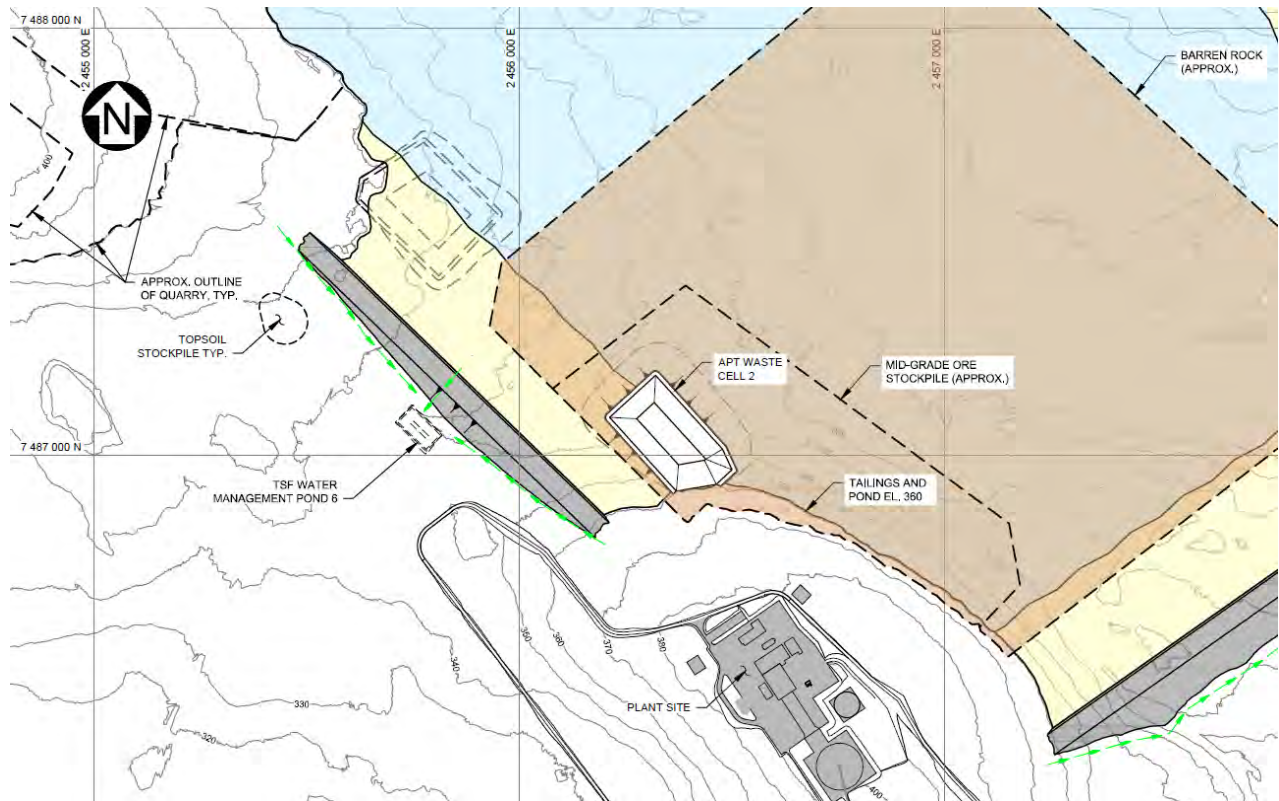 7 488 000 N
2 455 000 E
2 456 000 E
2 457 000 E
BARREN ROCK
(APPROX.)
N
400
APPROX. OUTLINE
OF QUARRY, TYP.
TOPSOIL
STOCKPILE TYP.
APT WASTE
CELL 2
MID-GRADE ORE
STOCKPILE (APPROX.)
7 487 000 N
TSF WATER
MANAGEMENT POND 6
TAILINGS AND
POND EL. 360
340
350
360
370
380
330
320
PLANT SITE
400